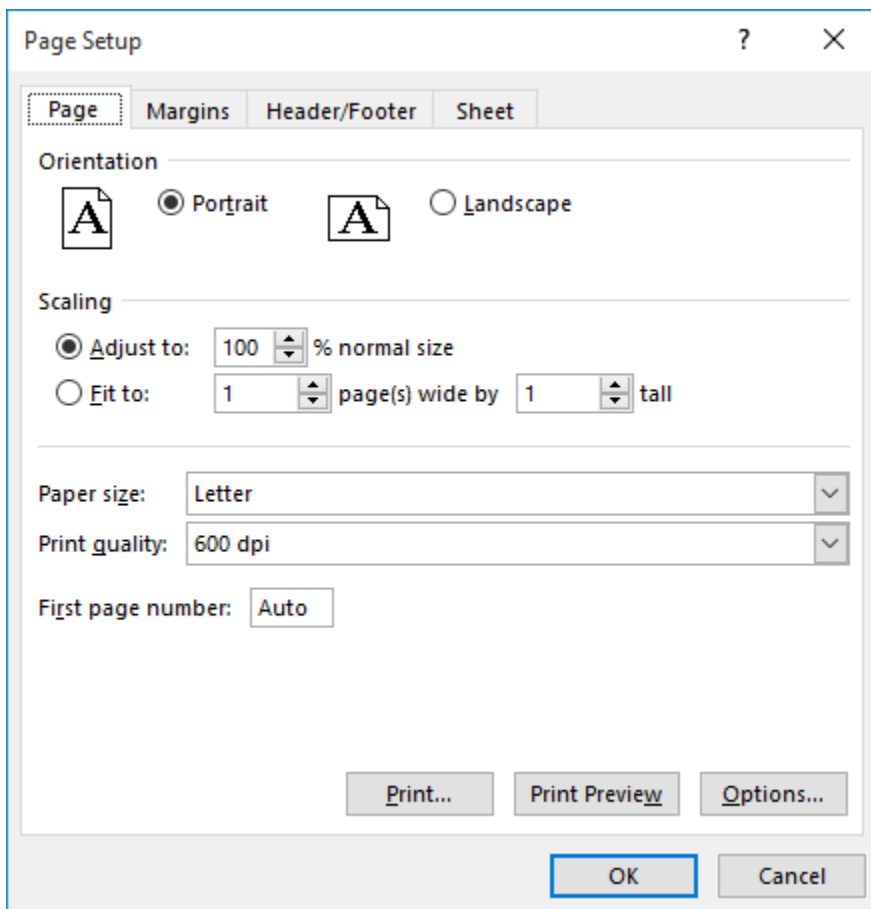 Page Setup ?
Page Margins Header/Footer Sheet
Orientation
A Portrait A Landscape
Scaling
Adjust to: 100 % normal size
Fit to: 1 page(s) wide by 1 tall
Paper size: Letter
Print quality: 600 dpi
First page number: Auto
Print... Print Preview Options...
OK Cancel